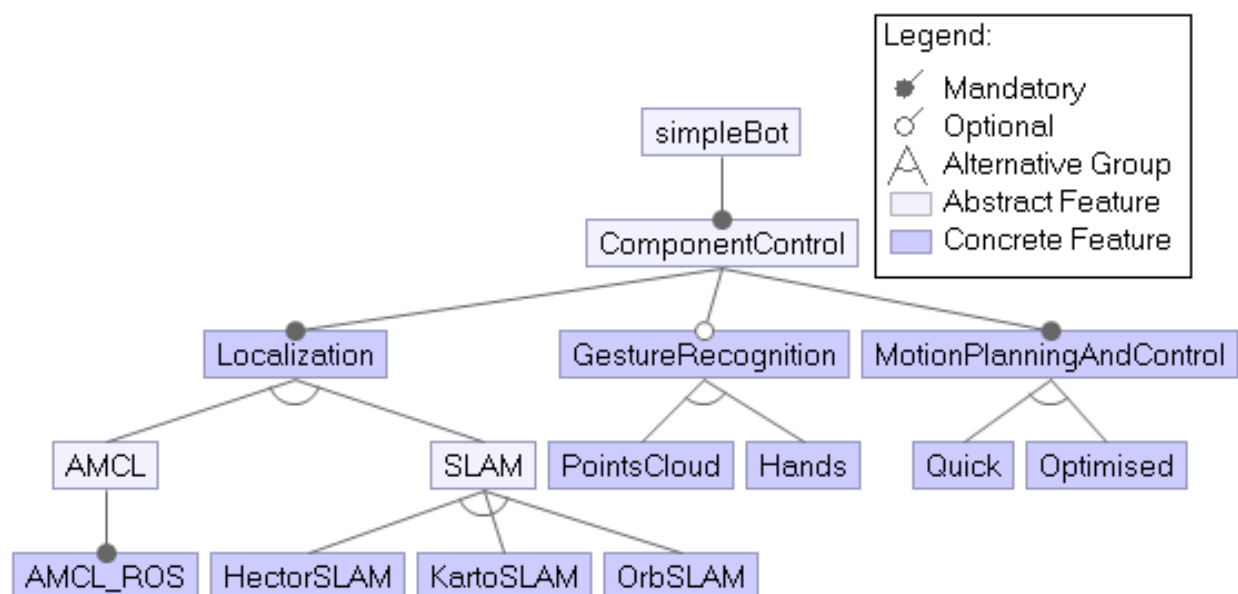 Legend:
Mandatory
Optional
Alternative Group
Abstract Feature
Concrete Feature
simpleBot
ComponentControl
Localization
GestureRecognition
MotionPlanningAndControl
AMCL
SLAM
PointsCloud
Hands
Quick
Optimised
AMCL_ROS
HectorSLAM
KartoSLAM
OrbSLAM